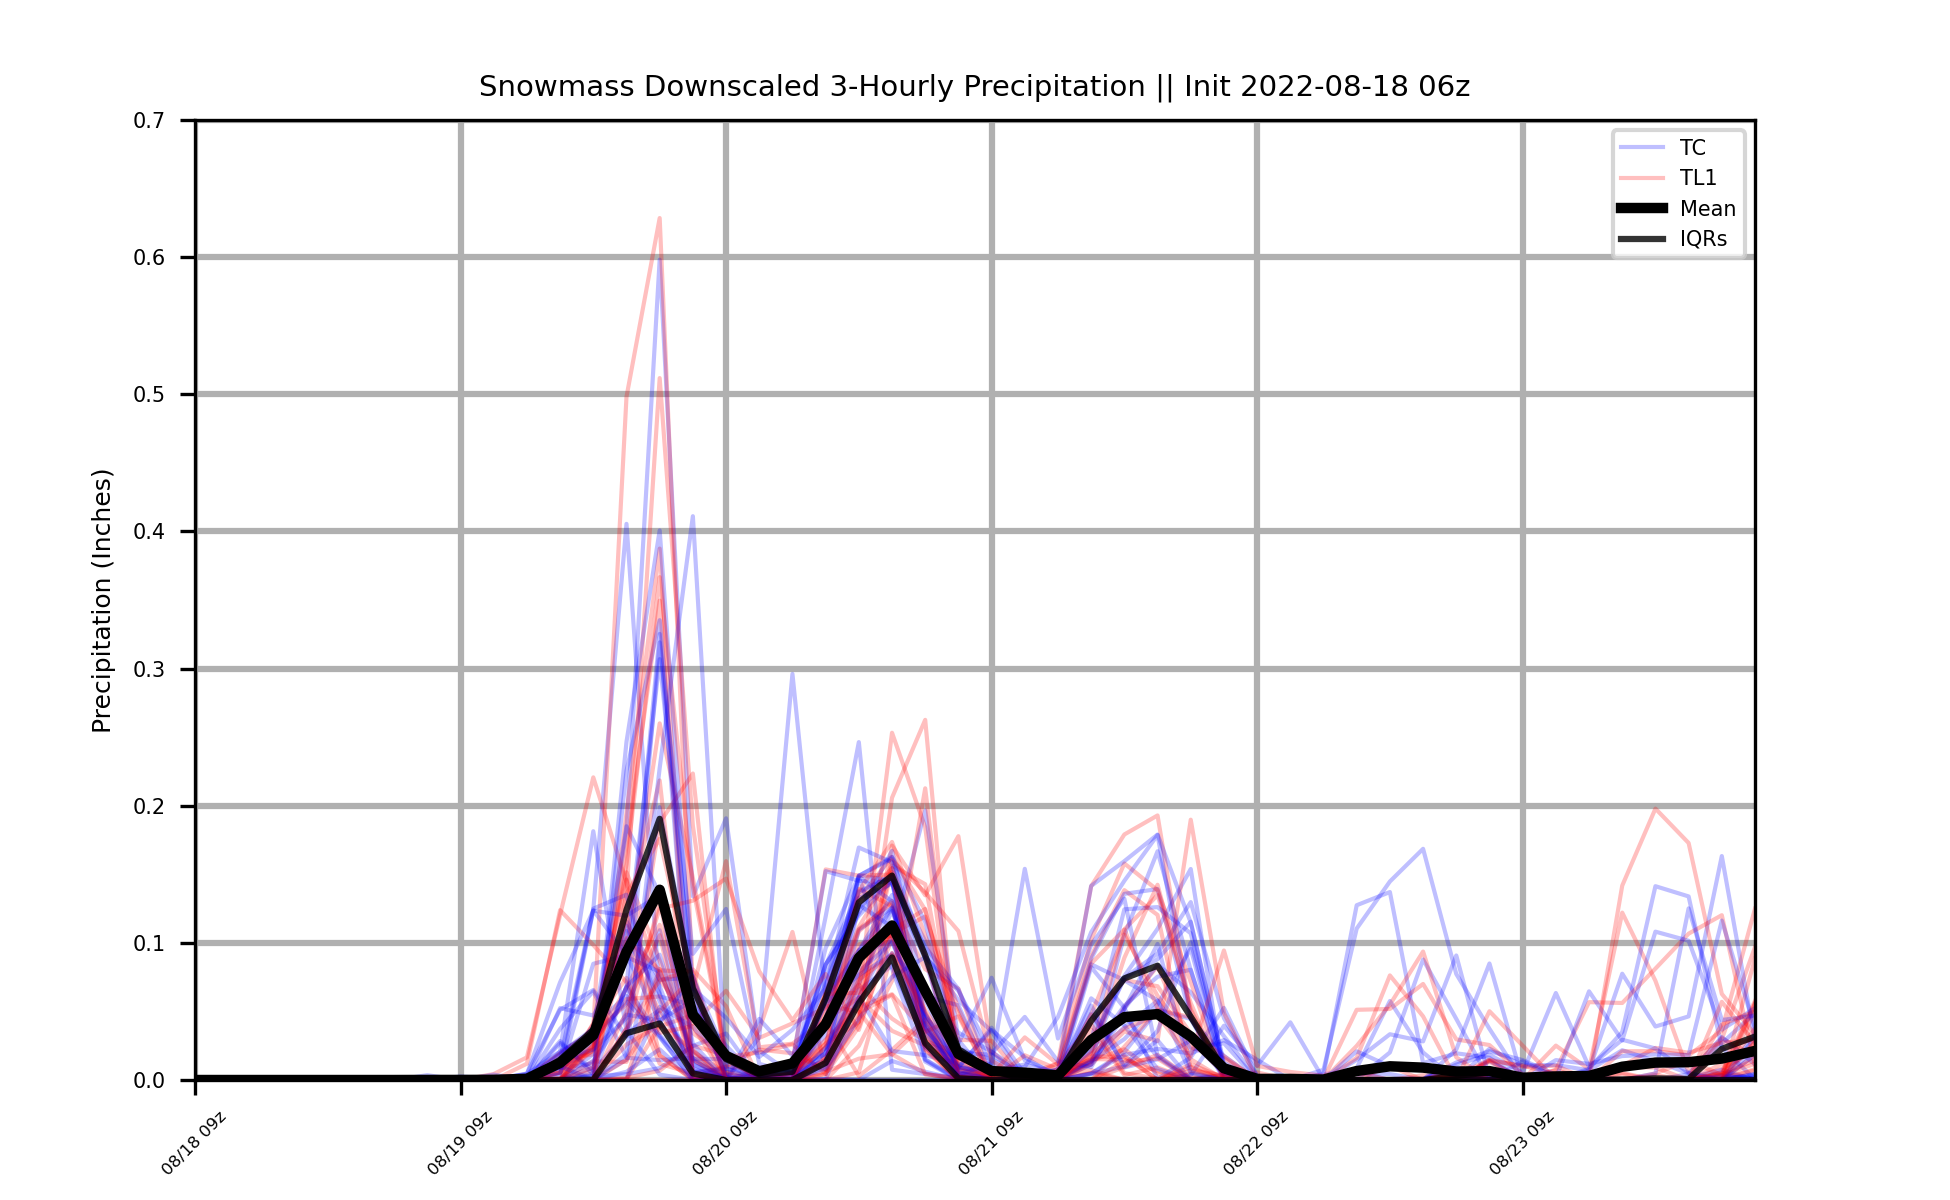 Snowmass Downscaled 3-Hourly Precipitation || Init 2022-08-18 06z
TC
TL1
Mean
IQRs
Precipitation (Inches)
0.7
0.6
0.5
0.4
0.3
0.2
0.1
0.0
08/18 09z
08/19 09z
08/20 09z
08/21 09z
08/22 09z
08/23 09z